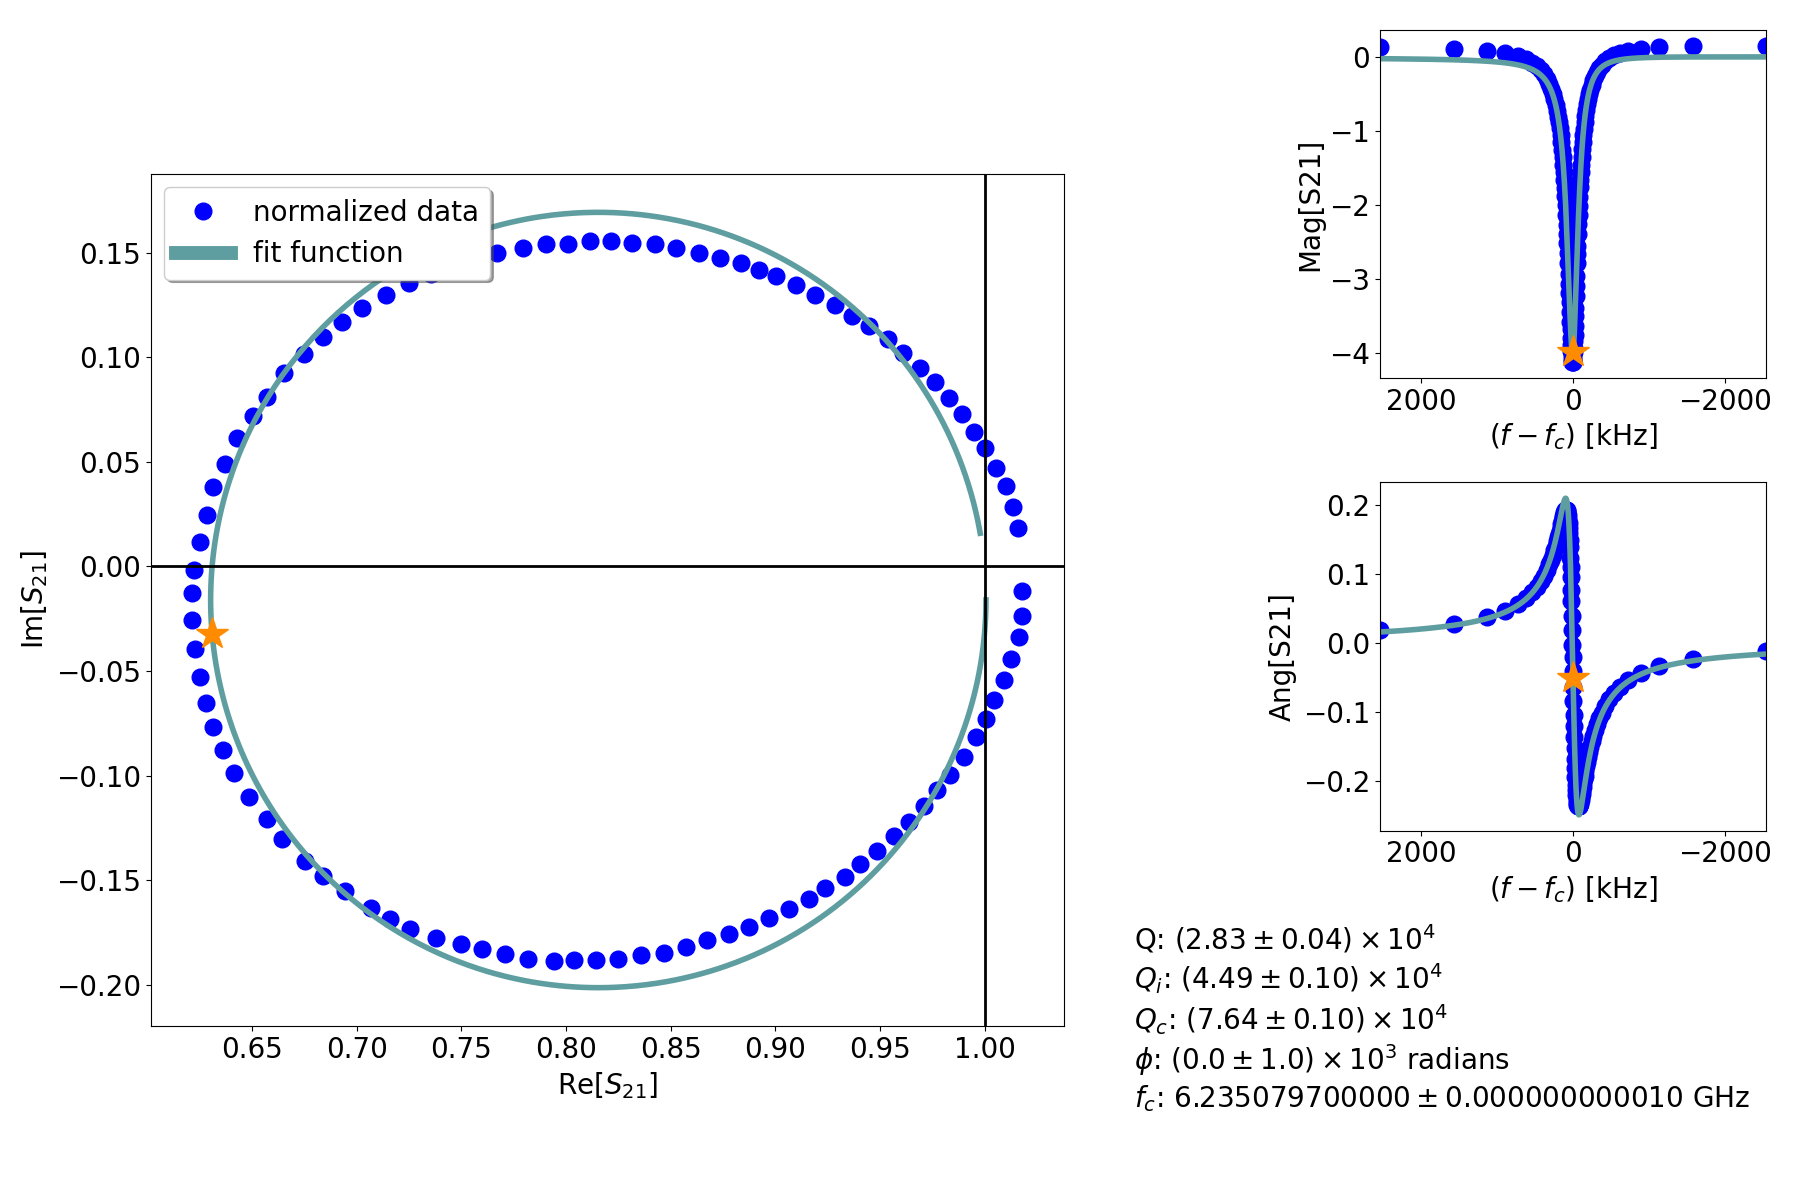 normalized data
fit function
0.15
0.10
0.05
0.00
−0.05
−0.10
−0.15
−0.20
Im[S21]
0.65 0.70 0.75 0.80 0.85 0.90 0.95 1.00
Re[S21]
0
−1
−2
−3
−4
Mag[S21]
2000 0 −2000
(f − fc) [kHz]
0.2
0.1
0.0
−0.1
−0.2
Ang[S21]
2000 0 −2000
(f − fc) [kHz]
Q: (2.83 ± 0.04) × 10^4
Qi: (4.49 ± 0.10) × 10^4
Qc: (7.64 ± 0.10) × 10^4
ϕ: (0.0 ± 1.0) × 10^3 radians
fc: 6.235079700000 ± 0.000000000010 GHz